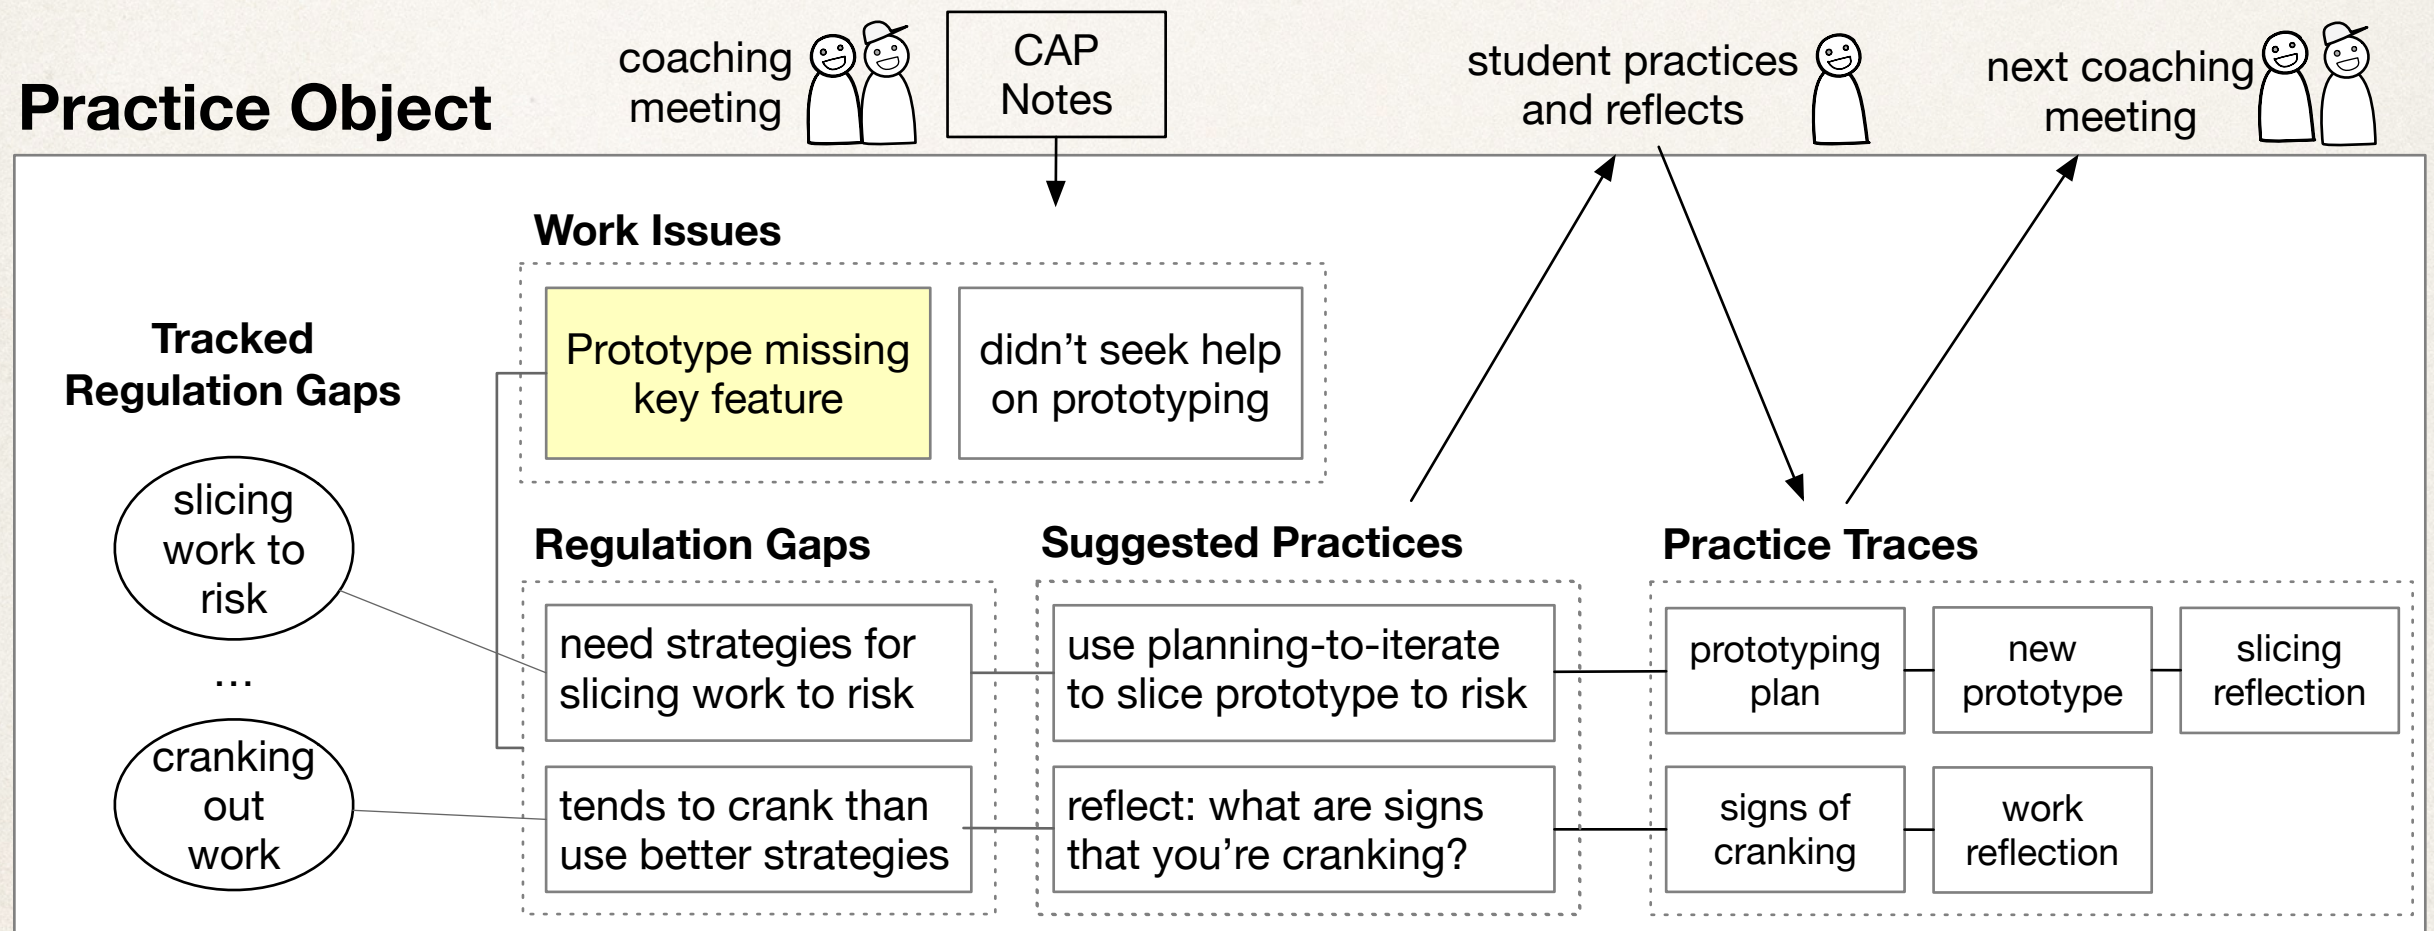 Practice Object
coaching
meeting
CAP
Notes
student practices
and reflects
next coaching
meeting
Work Issues
Prototype missing
key feature
didn't seek help
on prototyping
Tracked
Regulation Gaps
slicing
work to
risk
...
cranking
out
work
Regulation Gaps
need strategies for
slicing work to risk
tends to crank than
use better strategies
Suggested Practices
use planning-to-iterate
to slice prototype to risk
reflect: what are signs
that you're cranking?
Practice Traces
prototyping
plan
new
prototype
slicing
reflection
signs of
cranking
work
reflection